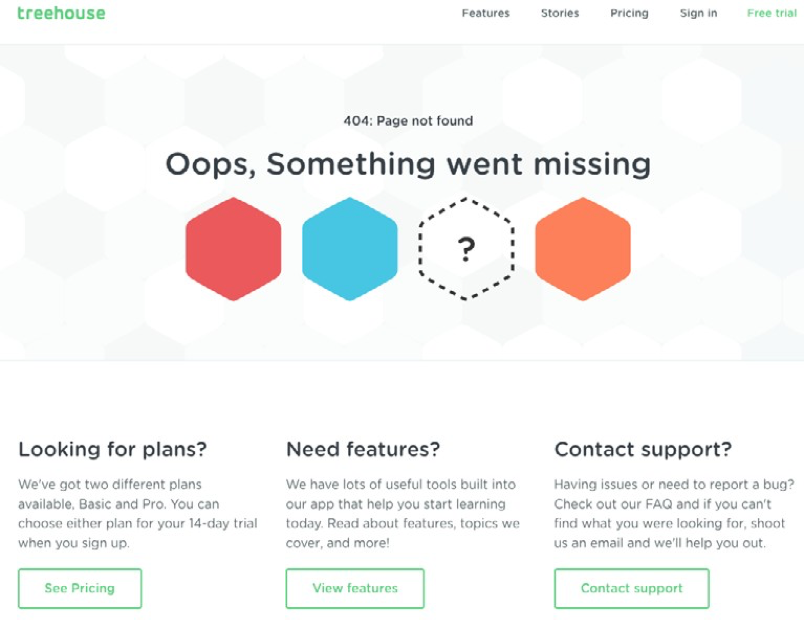 treehouse
Features Stories Pricing Sign in Free trial
404: Page not found
Oops, Something went missing
?
Looking for plans?
We've got two different plans
available, Basic and Pro. You can
choose either plan for your 14-day trial
when you sign up.
See Pricing
Need features?
We have lots of useful tools built into
our app that help you start learning
today. Read about features, topics we
cover, and more!
View features
Contact support?
Having issues or need to report a bug?
Check out our FAQ and if you can't
find what you were looking for, shoot
us an email and we'll help you out.
Contact support